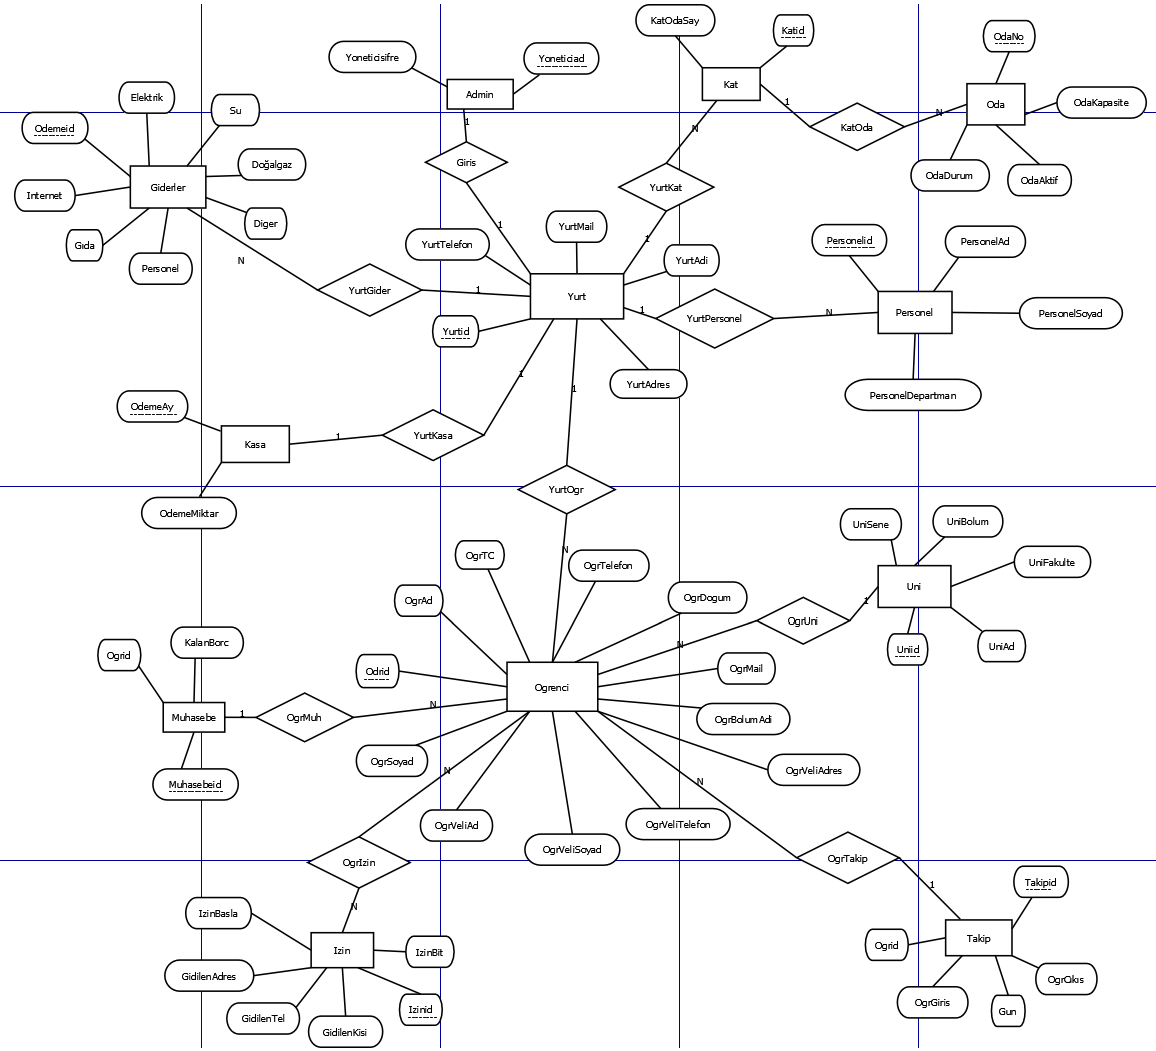 KatOdaSay
Katid
OdaNo
Yoneticisifre
Yoneticiad
Kat
Admin
Elektrik
Su
Oda
OdaKapasite
1
N
KatOda
Odemeid
1
N
Giris
Doğalgaz
OdaDurum
OdaAktif
Giderler
YurtKat
Internet
Diger
1
YurtMail
1
Gıda
YurtTelefon
Personelid
PersonelAd
N
Personel
YurtAdi
YurtGider
1
Yurt
1
YurtPersonel
N
Personel
PersonelSoyad
Yurtid
1
1
YurtAdres
PersonelDepartman
OdemeAy
Kasa
1
YurtKasa
YurtOgr
OdemeMiktar
UniSene
UniBolum
N
OgrTC
OgrTelefon
UniFakulte
OgrAd
OgrDogum
1
Uni
OgrUni
KalanBorc
N
Uniid
UniAd
Ogrid
Odrid
OgrMail
Ogrenci
N
Muhasebe
1
OgrMuh
OgrBolumAdi
OgrSoyad
N
N
OgrVeliAdres
Muhasebeid
OgrVeliAd
OgrVeliTelefon
OgrVeliSoyad
OgrIzin
OgrTakip
1
Takipid
N
IzinBasla
Izin
IzinBit
Ogrid
Takip
GidilenAdres
OgrCikıs
GidilenTel
GidilenKisi
Izinid
OgrGiris
Gun